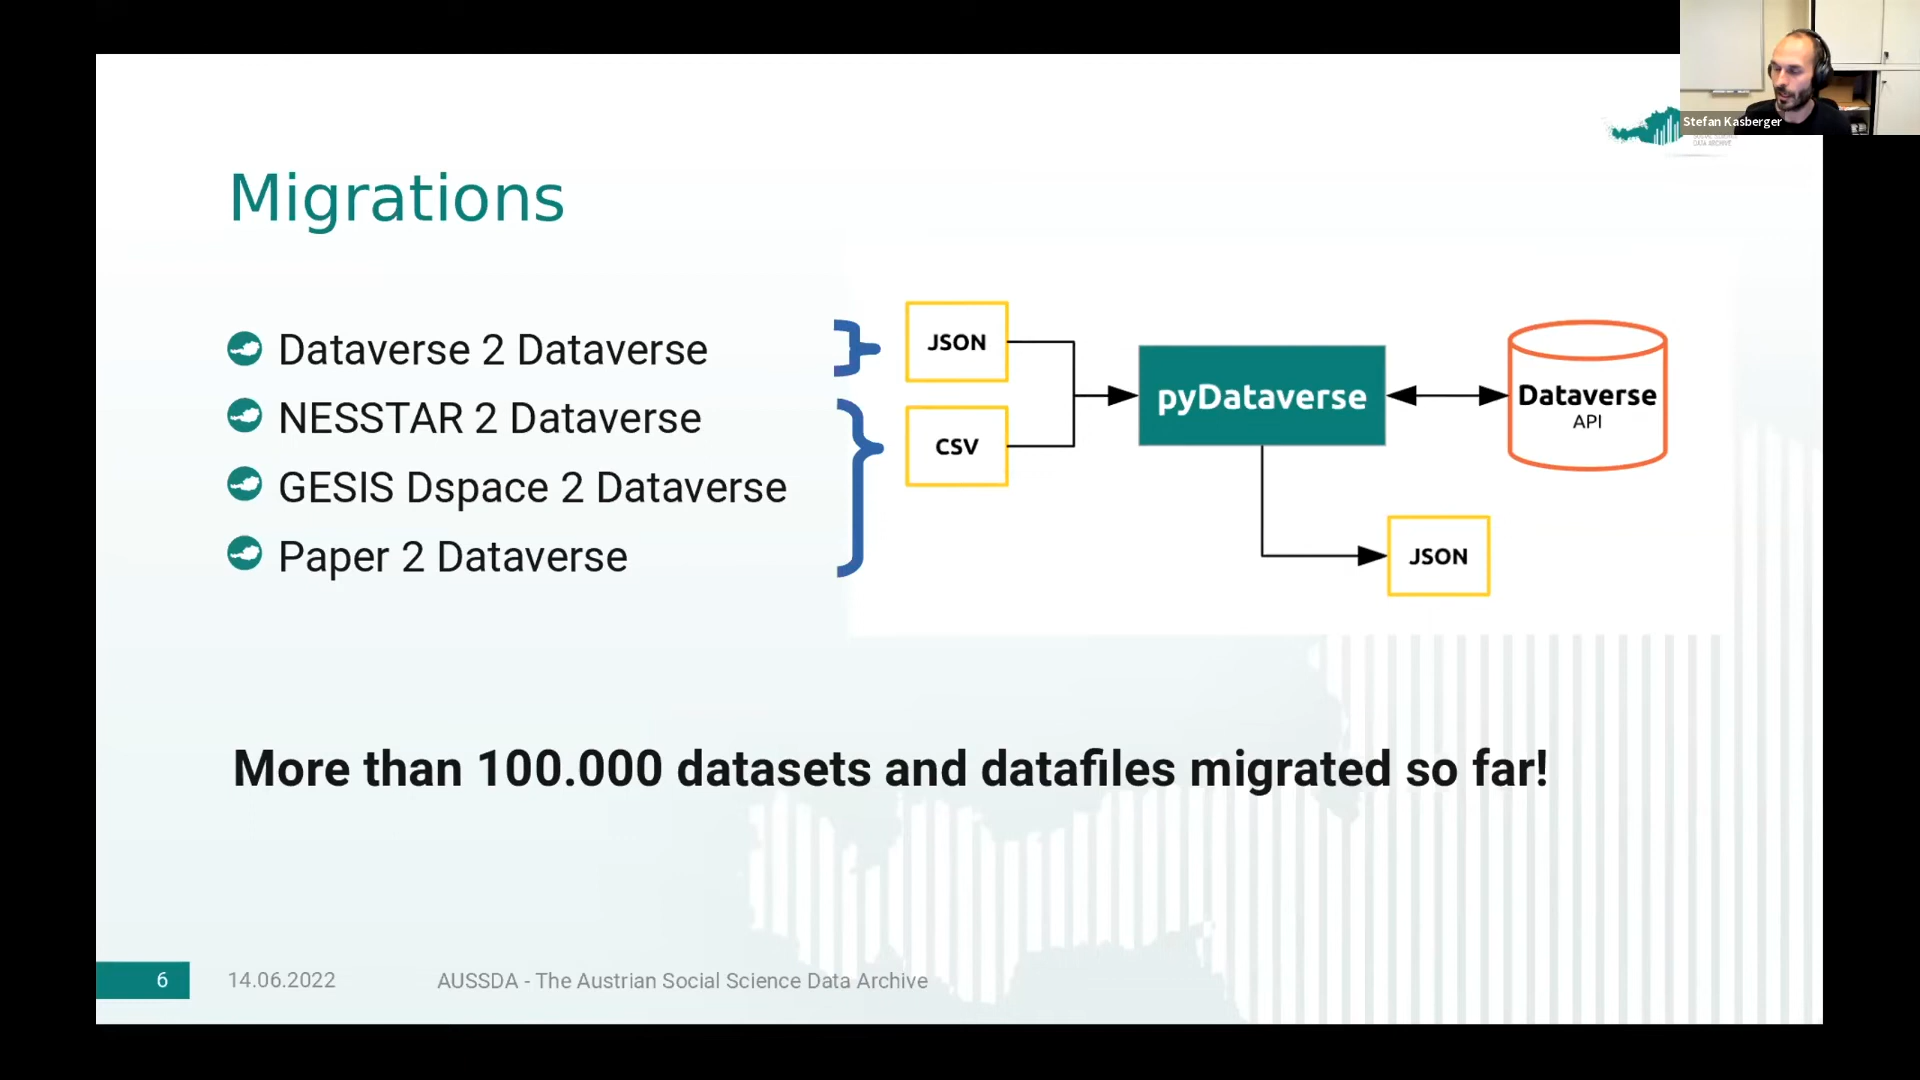 Stefan Kasberger
DATA ARCHIVE
Migrations
Dataverse 2 Dataverse
NESSTAR 2 Dataverse
GESIS Dspace 2 Dataverse
Paper 2 Dataverse
JSON
CSV
pyDataverse
Dataverse
API
JSON
More than 100.000 datasets and datafiles migrated so far!
6
14.06.2022
AUSSDA - The Austrian Social Science Data Archive